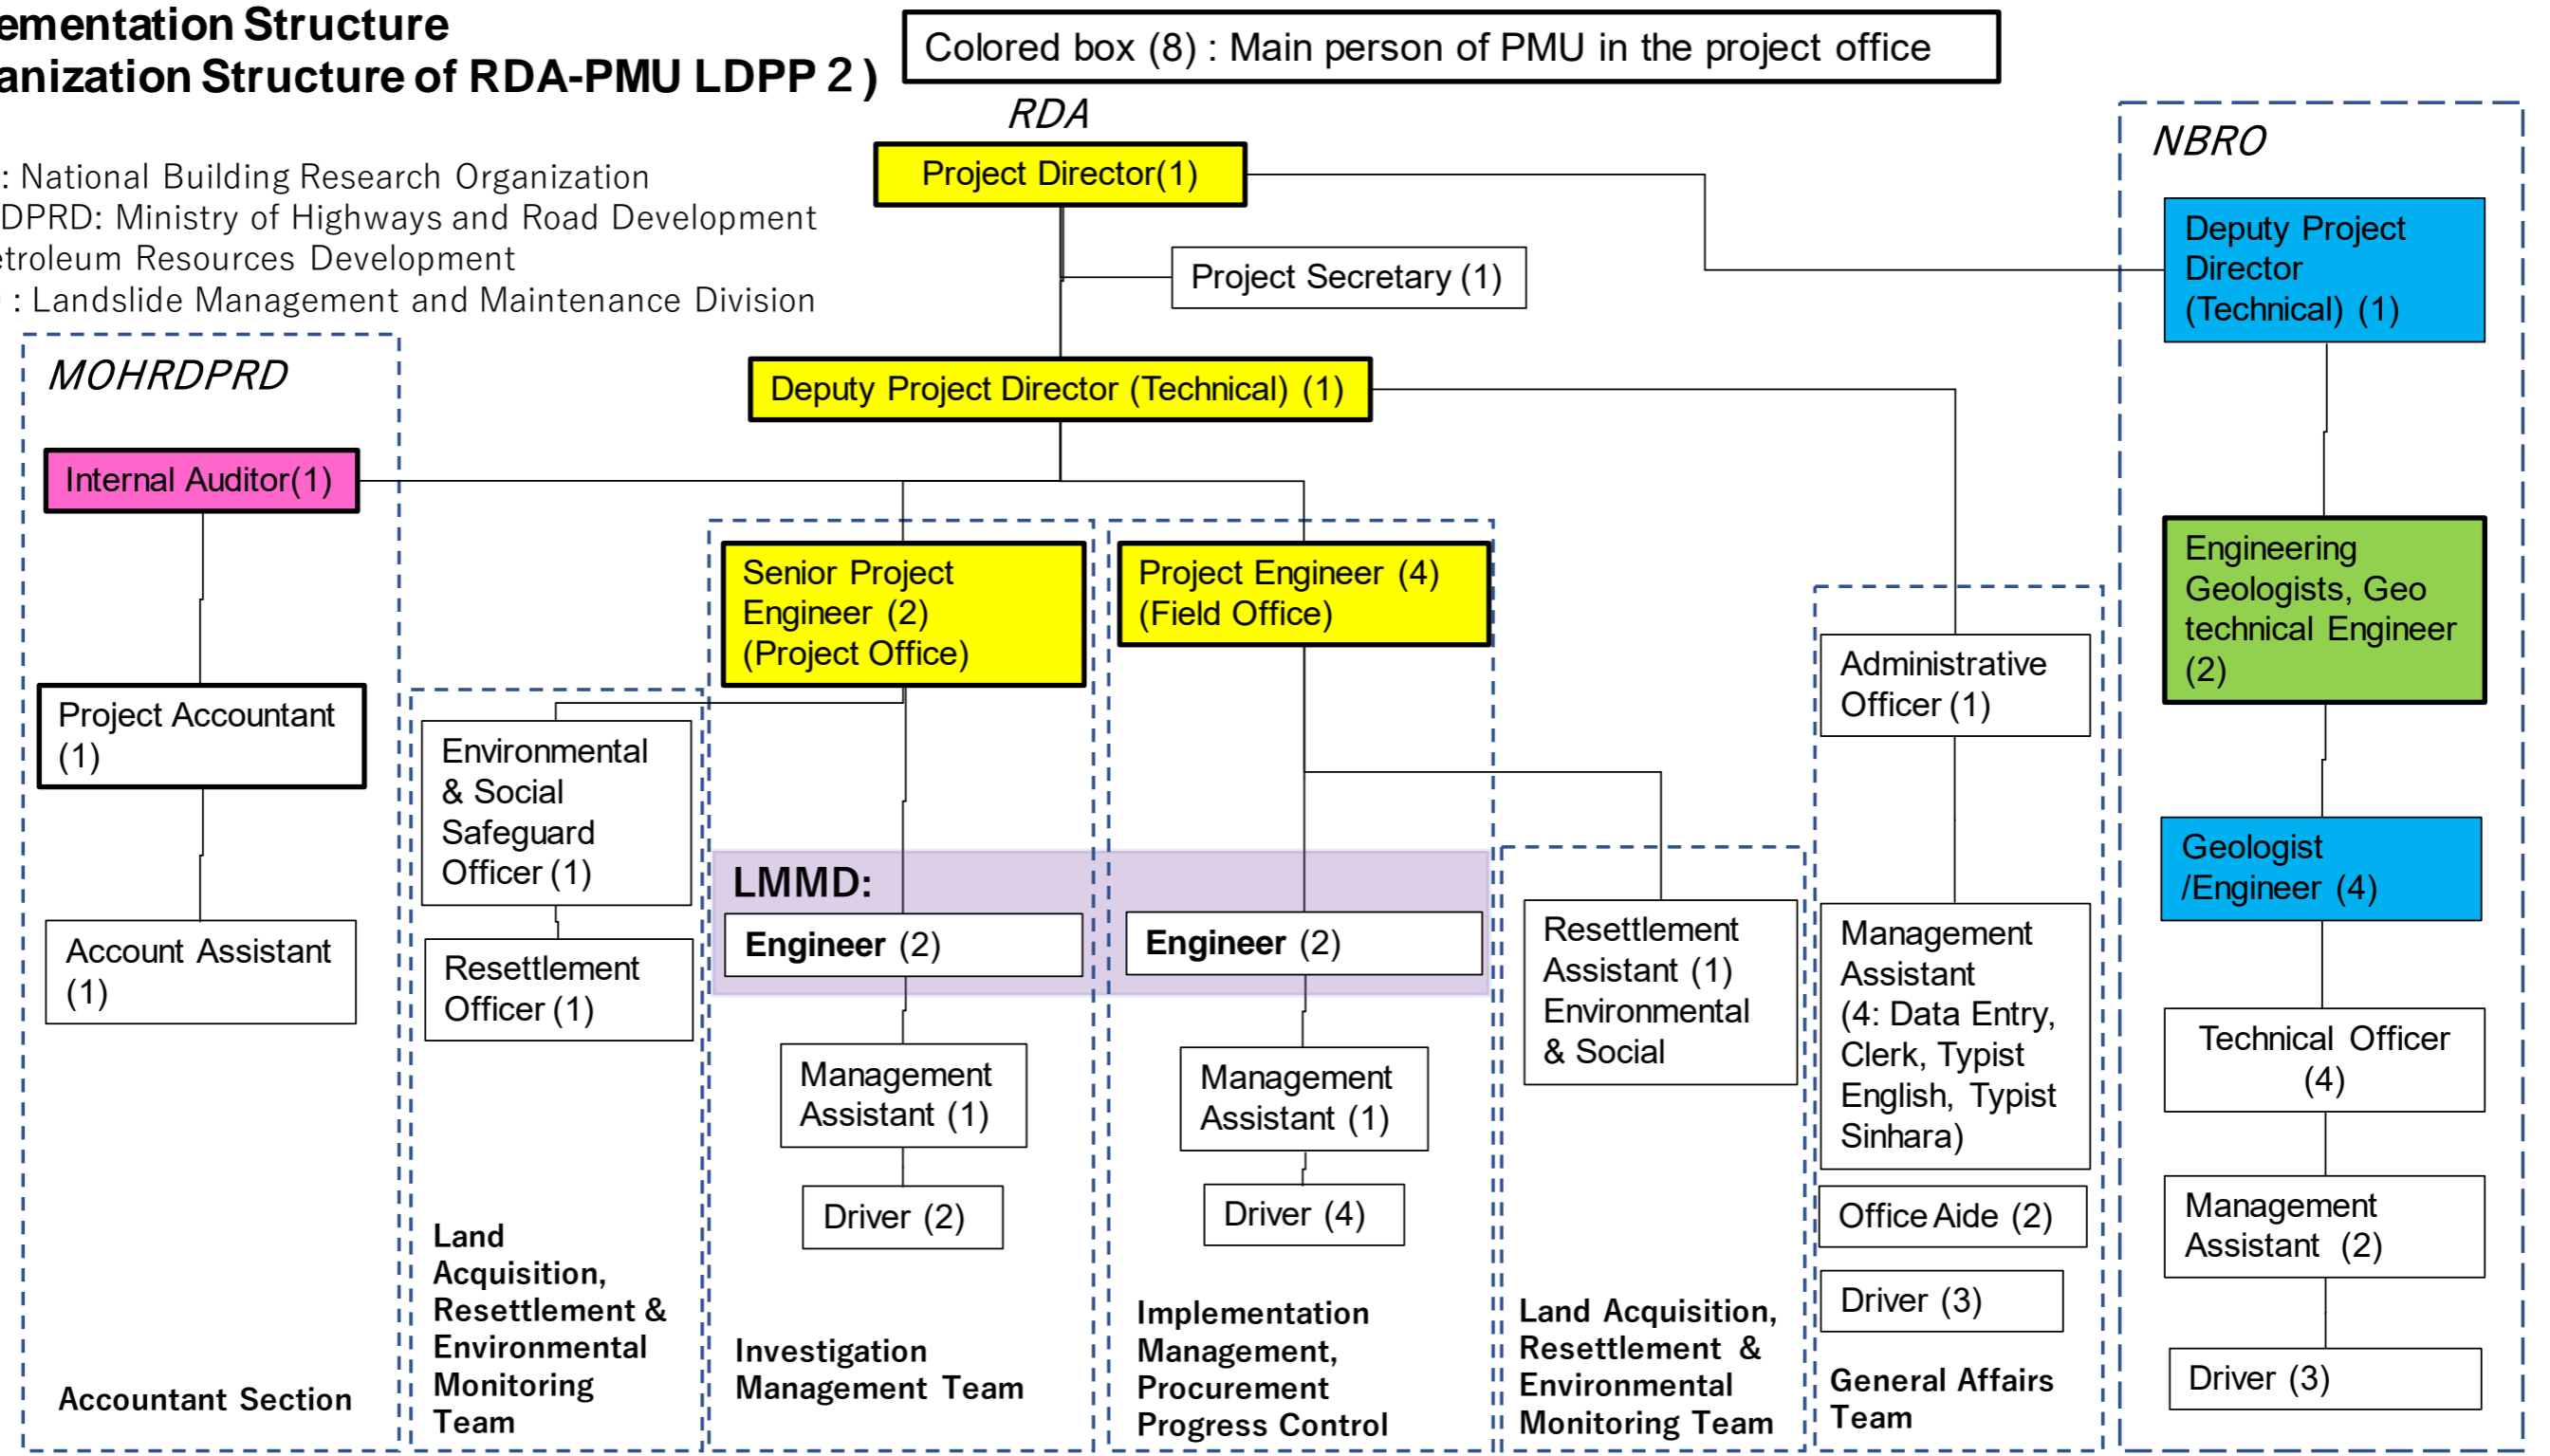 ementation Structure
anization Structure of RDA-PMU LDPP 2 )
Colored box (8) : Main person of PMU in the project office
: National Building Research Organization
DPRD: Ministry of Highways and Road Development
etroleum Resources Development
: Landslide Management and Maintenance Division
RDA
Project Director(1)
Project Secretary (1)
Deputy Project Director (Technical) (1)
MOHRDPRD
Internal Auditor(1)
Project Accountant
(1)
Account Assistant
(1)
Accountant Section
Environmental
& Social
Safeguard
Officer (1)
Resettlement
Officer (1)
Land
Acquisition,
Resettlement &
Environmental
Monitoring
Team
Senior Project
Engineer (2)
(Project Office)
LMMD:
Engineer (2)
Management
Assistant (1)
Driver (2)
Investigation
Management Team
Project Engineer (4)
(Field Office)
Engineer (2)
Management
Assistant (1)
Driver (4)
Implementation
Management,
Procurement
Progress Control
Resettlement
Assistant (1)
Environmental
& Social
Land Acquisition,
Resettlement &
Environmental
Monitoring Team
Administrative
Officer (1)
Management
Assistant
(4: Data Entry,
Clerk, Typist
English, Typist
Sinhara)
Office Aide (2)
Driver (3)
General Affairs
Team
NBRO
Deputy Project
Director
(Technical) (1)
Engineering
Geologists, Geo
technical Engineer
(2)
Geologist
/Engineer (4)
Technical Officer
(4)
Management
Assistant (2)
Driver (3)